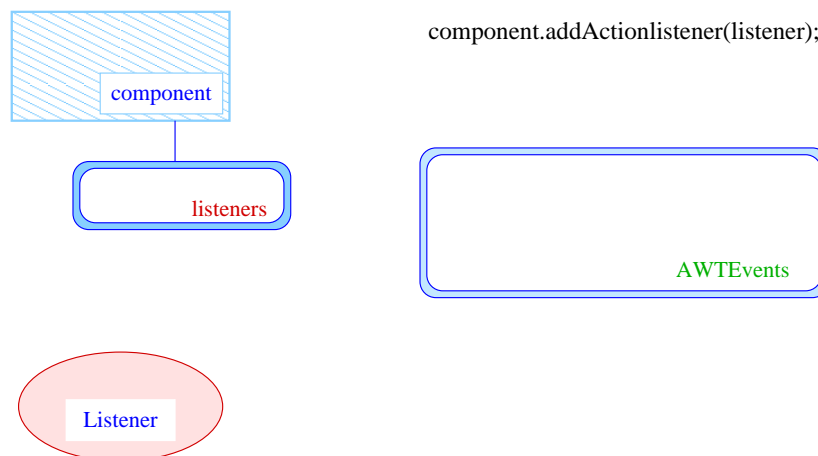 component.addActionlistener(listener);
component
listeners
AWTEvents
Listener